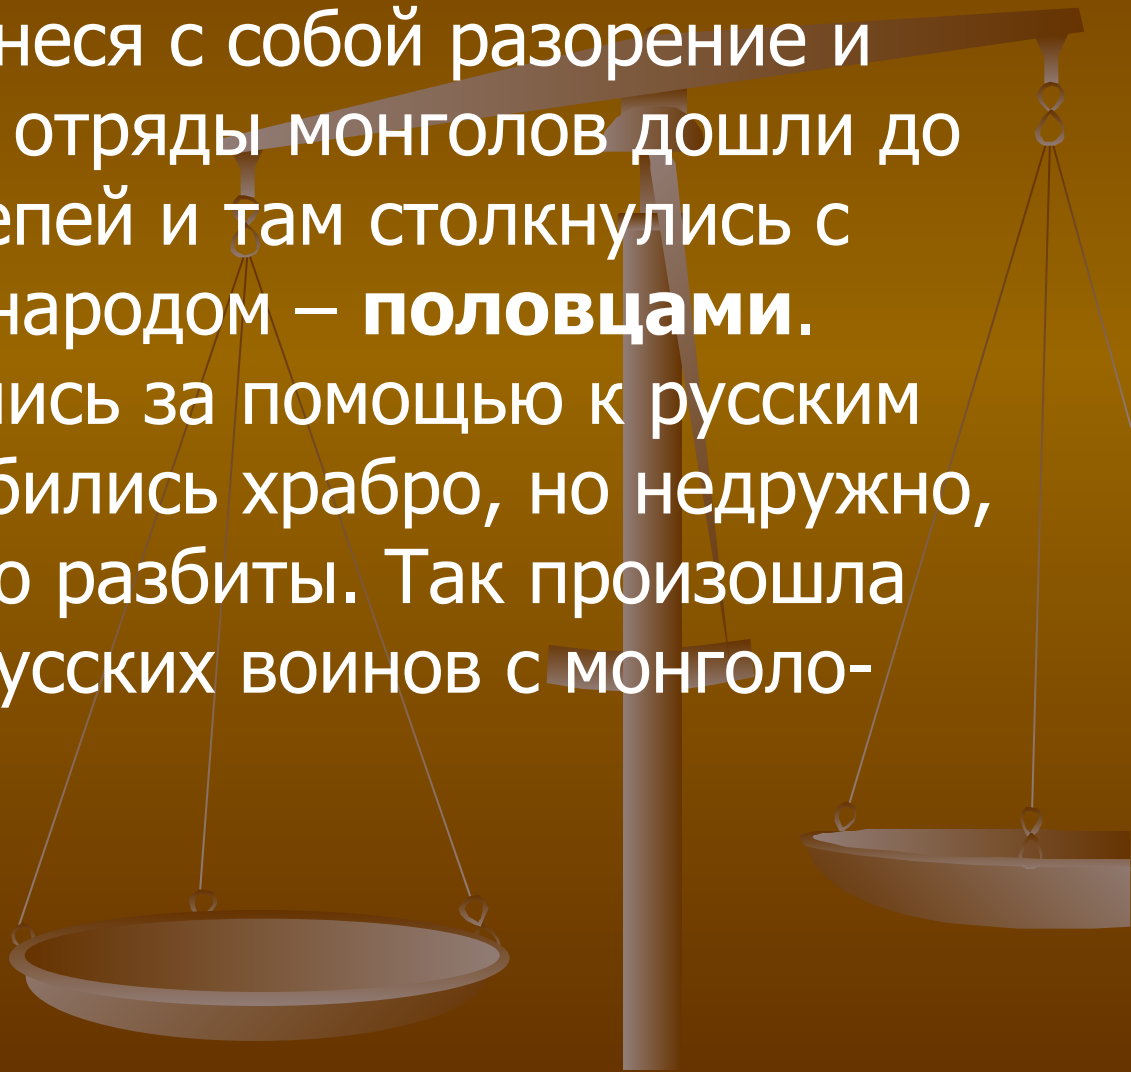 неся с собой разорение и
отряды монголов дошли до
епей и там столкнулись с
народом – половцами.
ись за помощью к русским
бились храбро, но недружно,
о разбиты. Так произошла
усских воинов с монголо-